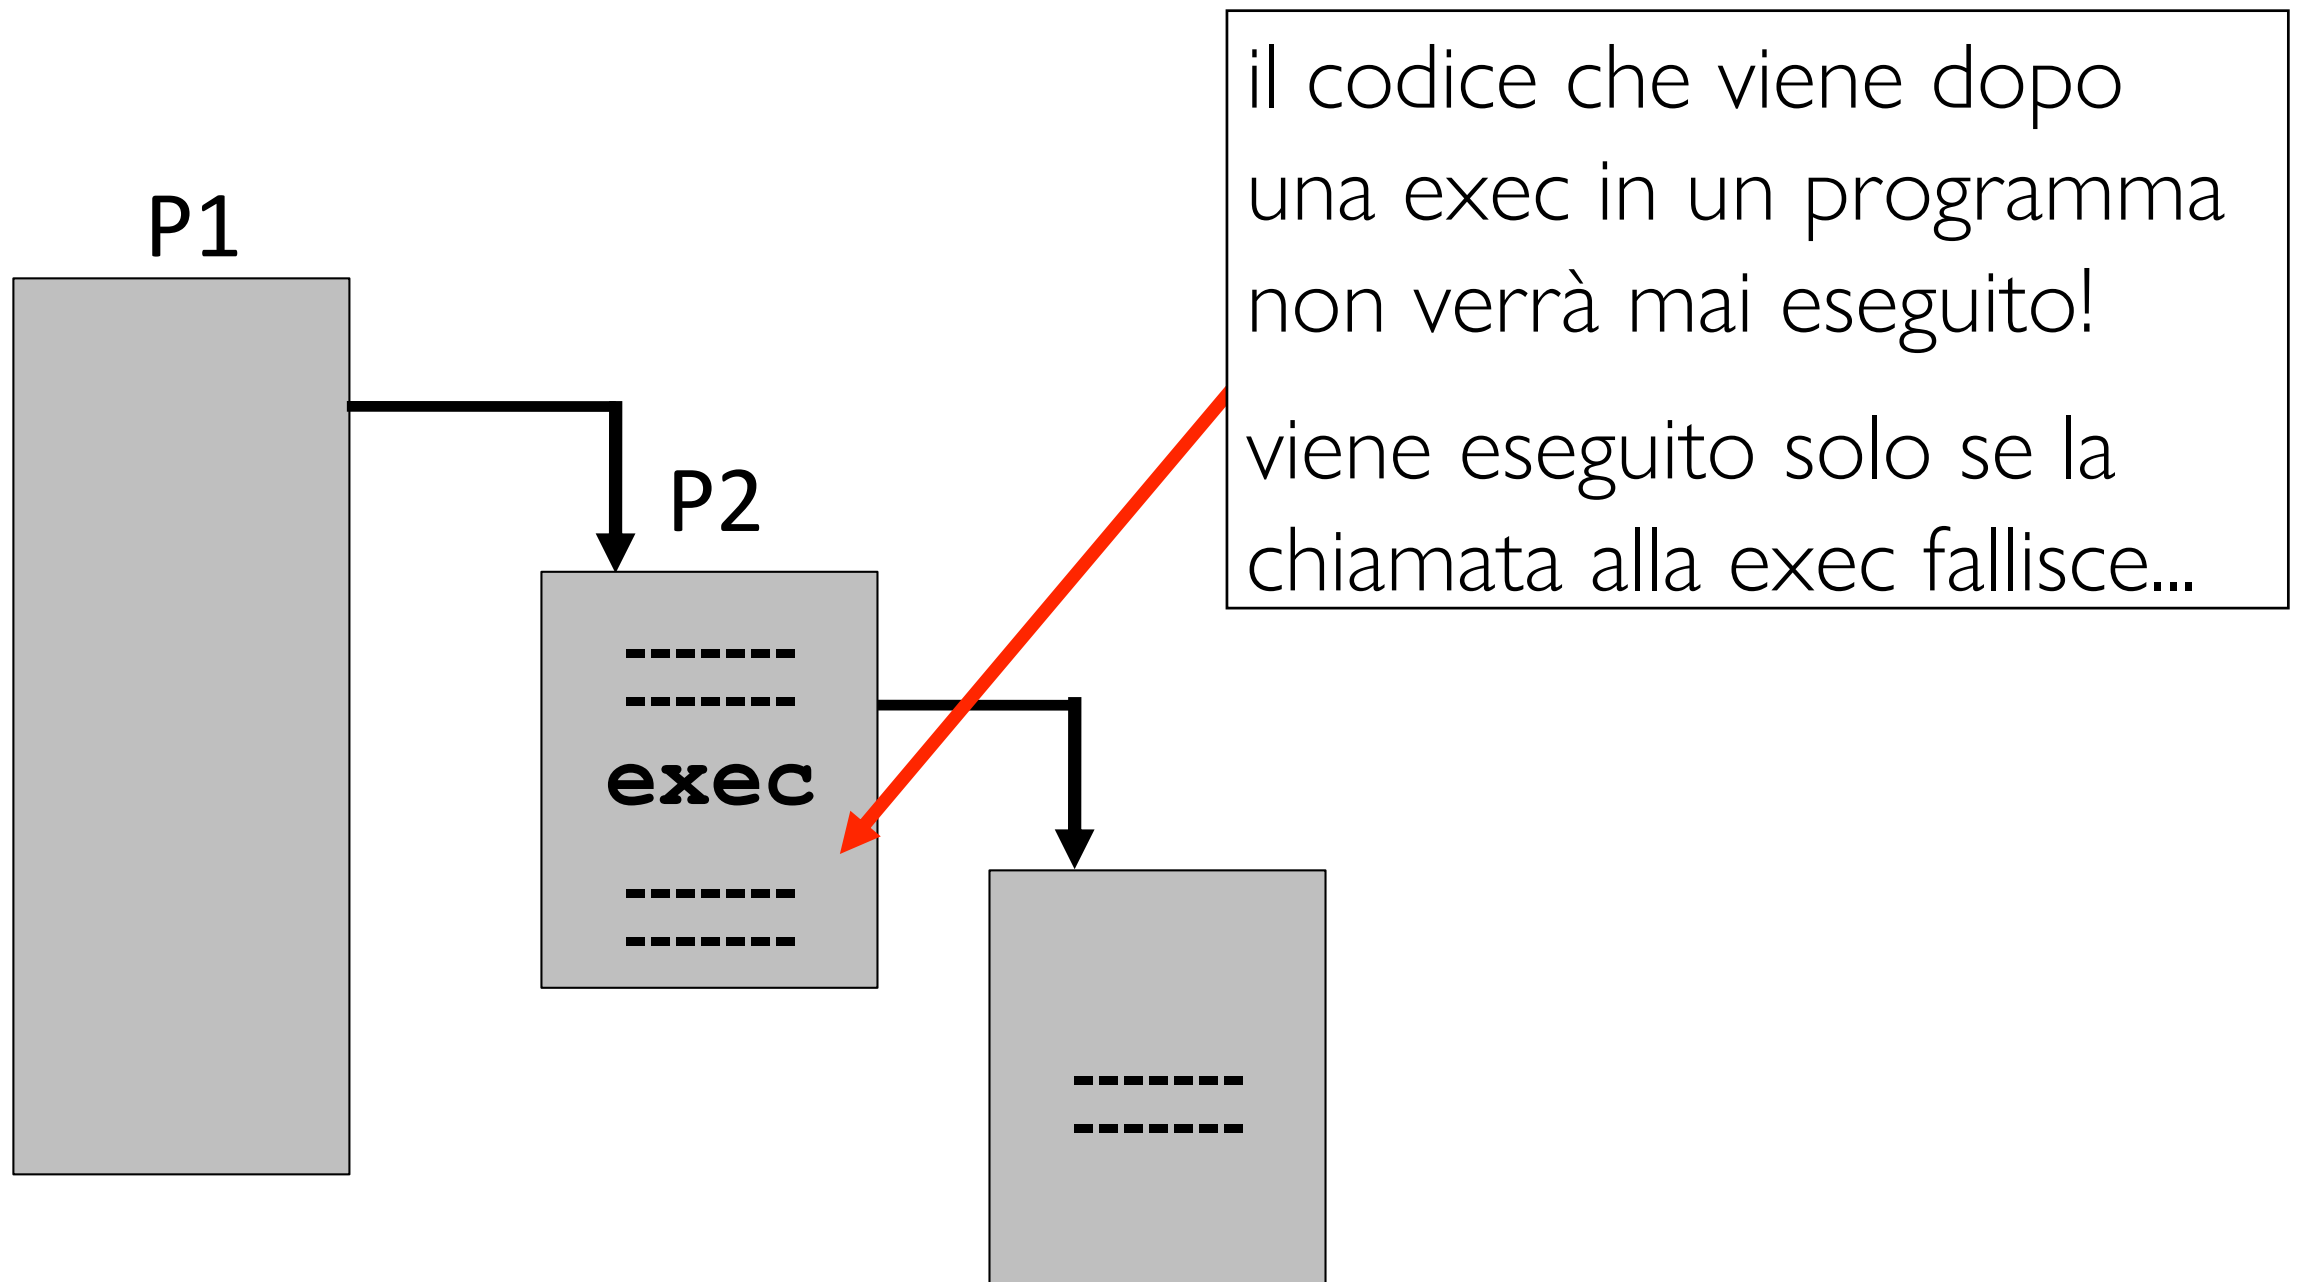 il codice che viene dopo
una exec in un programma
non verrà mai eseguito!
viene eseguito solo se la
chiamata alla exec fallisce...
P1
P2
-------
-------
exec
-------
-------
-------
-------